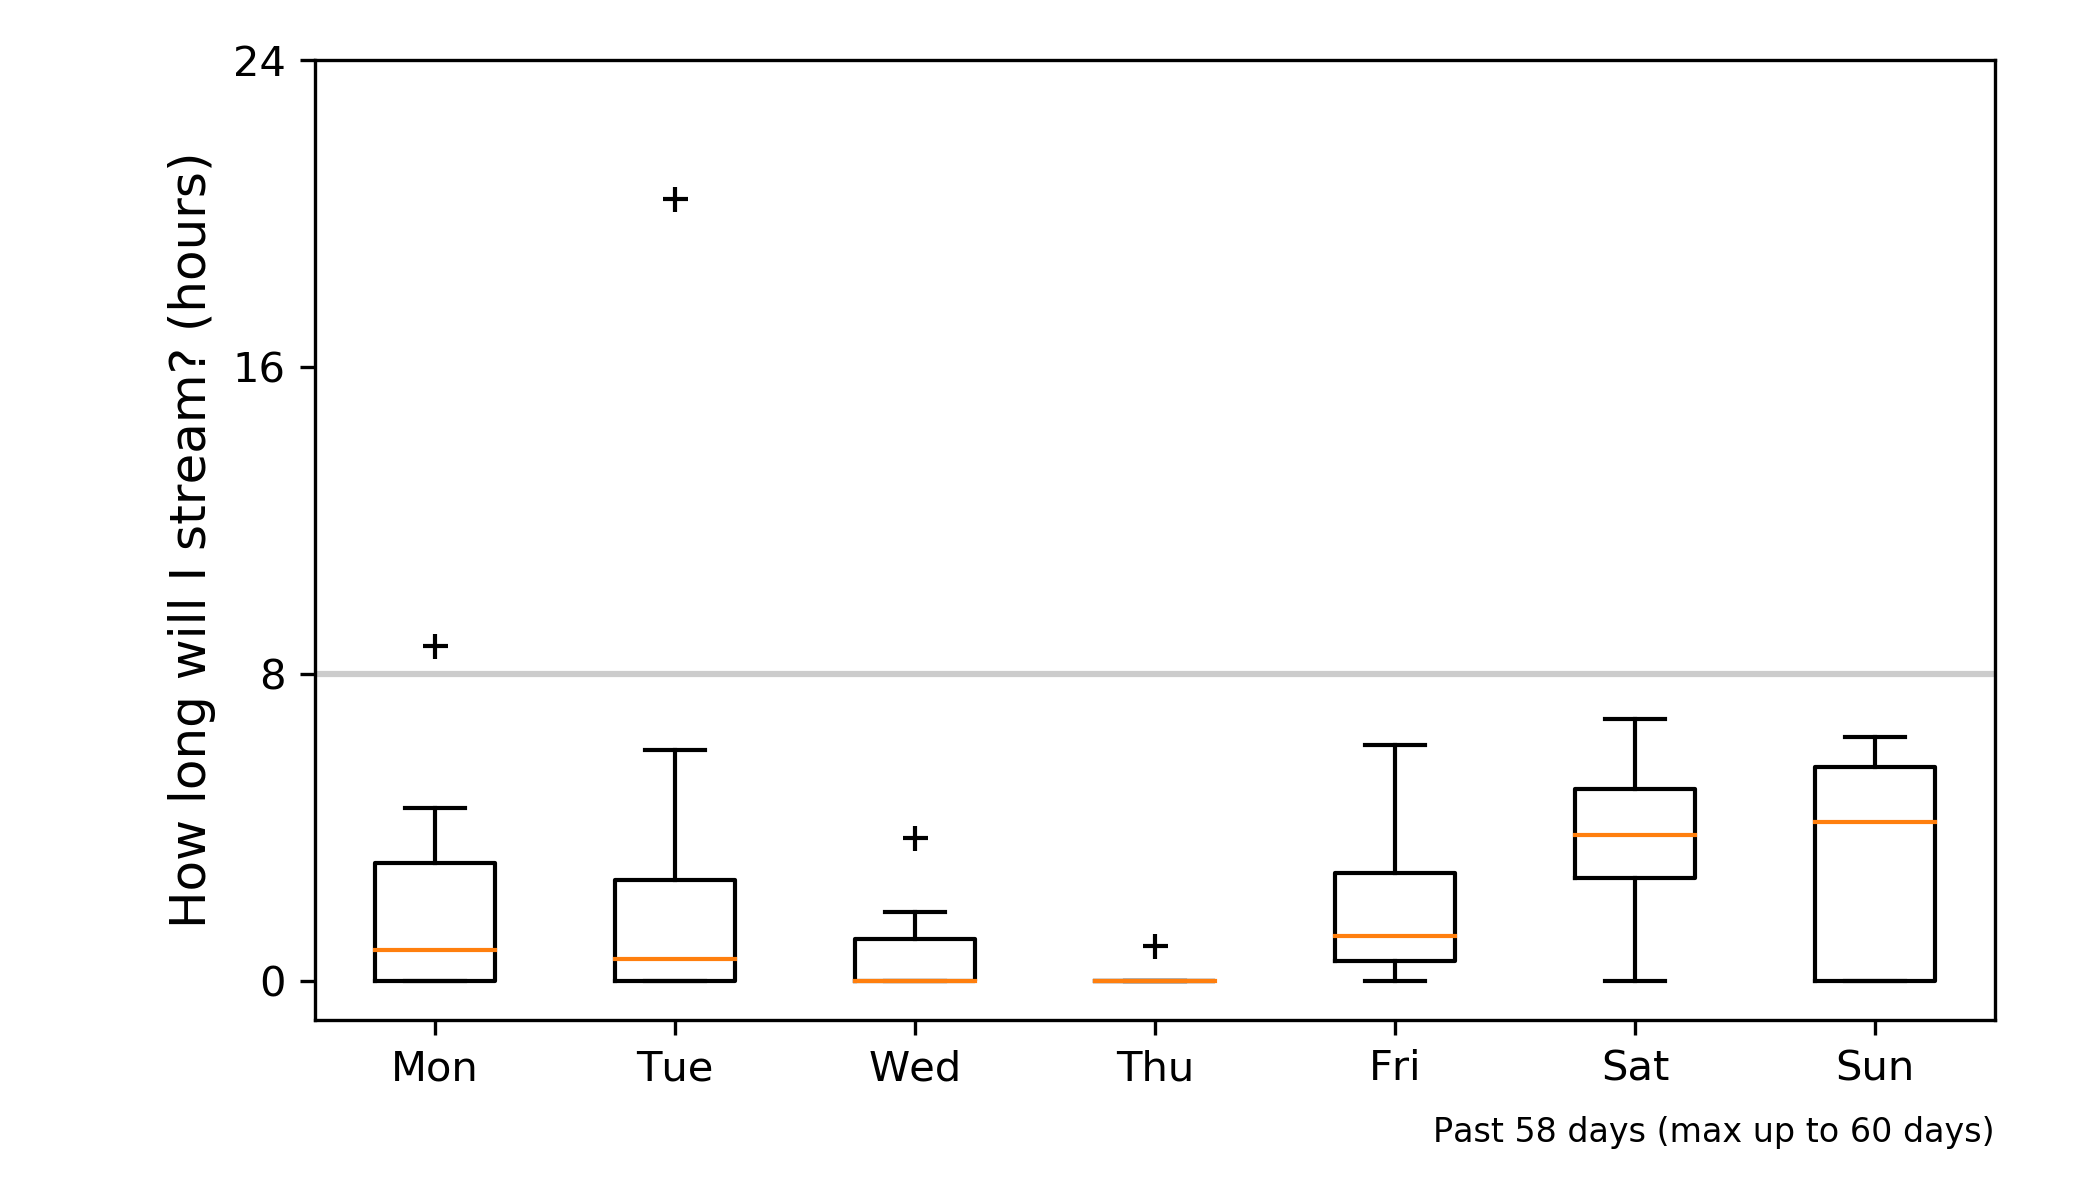 How long will I stream? (hours)
24
16
8
0
Mon Tue Wed Thu Fri Sat Sun
Past 58 days (max up to 60 days)